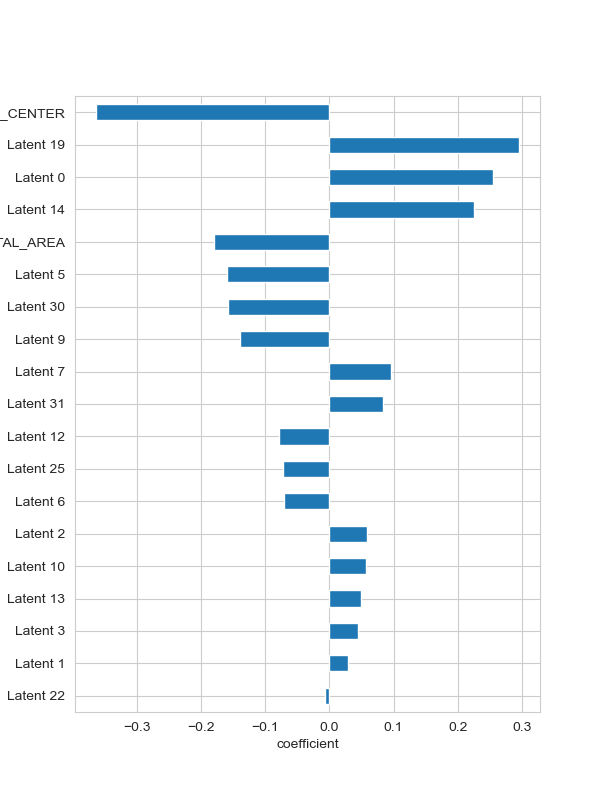 _CENTER
Latent 19
Latent 0
Latent 14
TAL_AREA
Latent 5
Latent 30
Latent 9
Latent 7
Latent 31
Latent 12
Latent 25
Latent 6
Latent 2
Latent 10
Latent 13
Latent 3
Latent 1
Latent 22
−0.3 −0.2 −0.1 0.0 0.1 0.2 0.3
coefficient